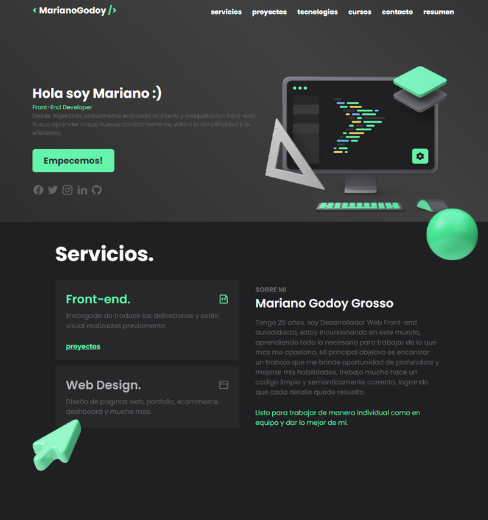 < MarianoGodoy />
servicios proyectos tecnologias cursos contacto resumen
Hola soy Mariano :)
Front-End Developer
Desde Argentina, activamente enfocado al diseño y maquetacion front-end.
Busco aprender cosas nuevas constantemente, valoro la simplicidad y la
eficiencia.
Empecemos!
Servicios.
Front-end.
Encargado de traducir las definiciones y estilo
visual realizadas previamente.
proyectos
Web Design.
Diseño de paginas web, portfolio, ecommerce,
dashboard y mucho mas.
SOBRE MI
Mariano Godoy Grosso
Tengo 20 años, soy Desarrollador Web Front-end
autodidacta, estoy incursionando en este mundo,
aprendiendo todo lo necesario para trabajar de lo que
mas me apasiona. Mi principal objetivo es encontrar
un trabajo que me brinde oportunidad de profundizar y
mejorar mis habilidades, trabajo mucho hace un
codigo limpio y semanticamente correcto, logrando
que cada detalle quede resuelto
Listo para trabajar de manera individual como en
equipo y dar lo mejor de mi.